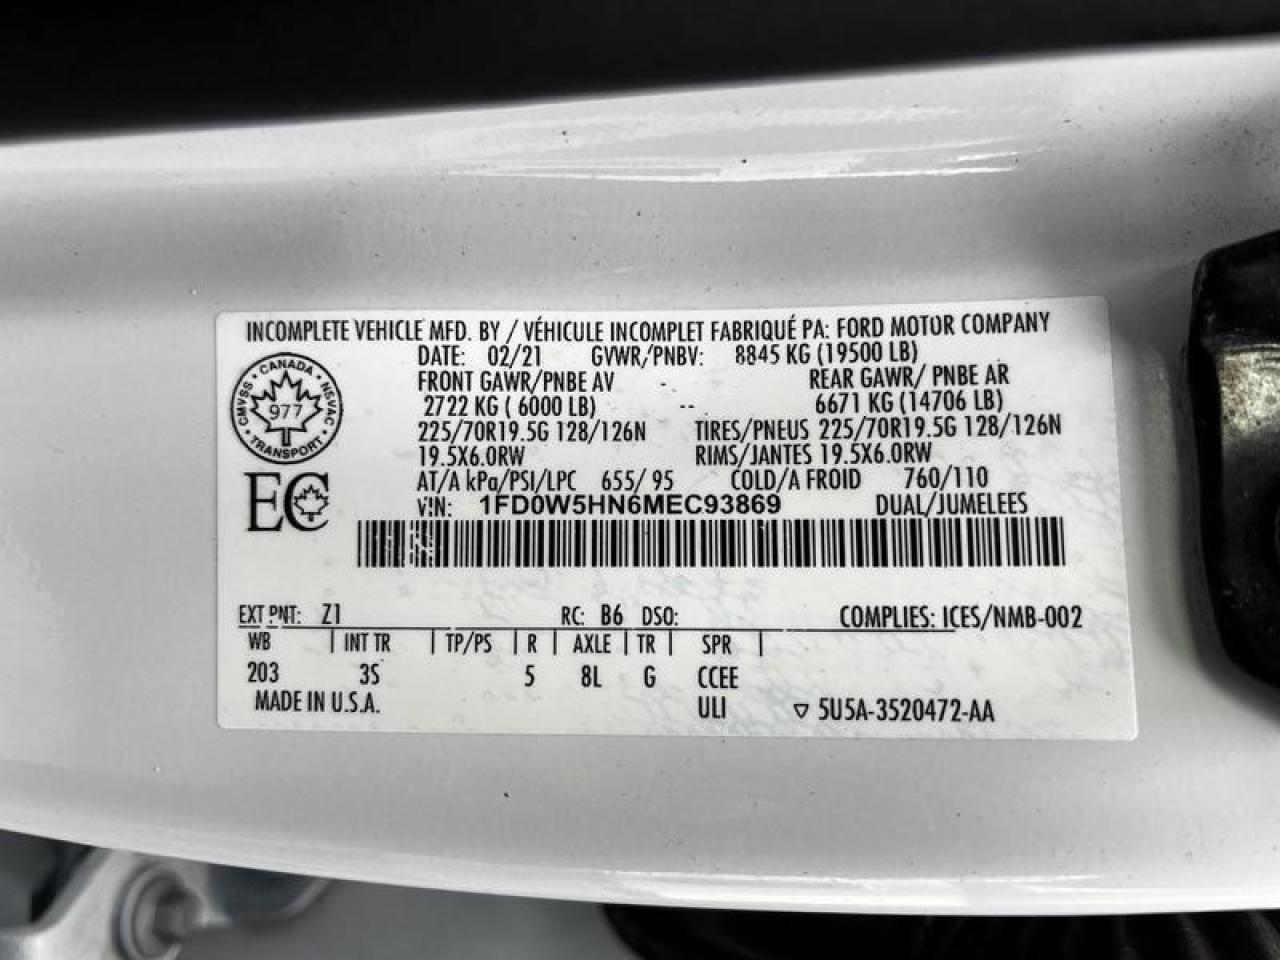 INCOMPLETE VEHICLE MFD. BY / VÉHICULE INCOMPLET FABRIQUÉ PA: FORD MOTOR COMPANY
DATE: 02/21 GVWR/PNBV: 8845 KG (19500 LB)
FRONT GAWR/PNBE AV REAR GAWR/ PNBE AR
2722 KG ( 6000 LB) -- 6671 KG (14706 LB)
225/70R19.5G 128/126N TIRES/PNEUS 225/70R19.5G 128/126N
19.5X6.0RW RIMS/JANTES 19.5X6.0RW
AT/A kPa/PSI/LPC 655/ 95 COLD/A FROID 760/110
VIN: 1FD0W5HN6MEC93869 DUAL/JUMELEES
CMVSS • CANADA • NSVAC
977
• TRANSPORT •
EC
EXT PNT: Z1 RC: B6 DSO: COMPLIES: ICES/NMB-002
WB | INT TR | TP/PS | R | AXLE | TR | SPR |
203 3S 5 8L G CCEE
MADE IN U.S.A. ULI ▽ 5U5A-3520472-AA